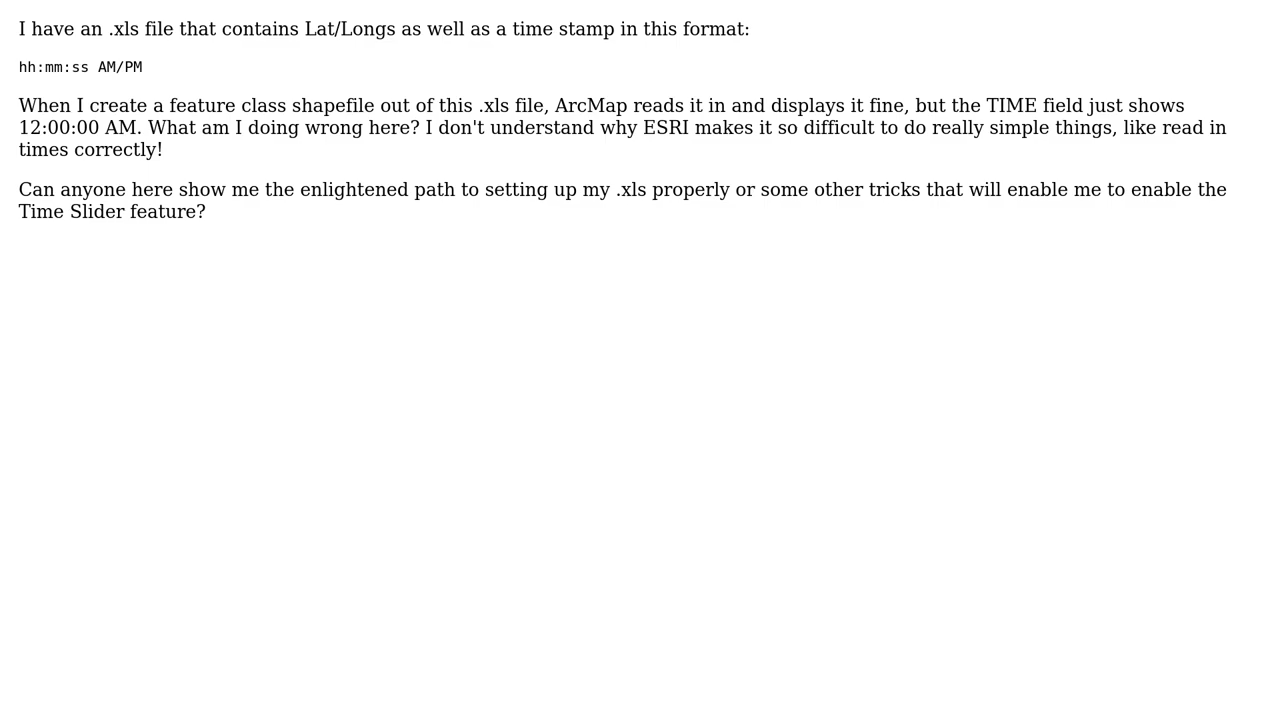 I have an .xls file that contains Lat/Longs as well as a time stamp in this format:
hh:mm:ss AM/PM
When I create a feature class shapefile out of this .xls file, ArcMap reads it in and displays it fine, but the TIME field just shows
12:00:00 AM. What am I doing wrong here? I don't understand why ESRI makes it so difficult to do really simple things, like read in
times correctly!
Can anyone here show me the enlightened path to setting up my .xls properly or some other tricks that will enable me to enable the
Time Slider feature?